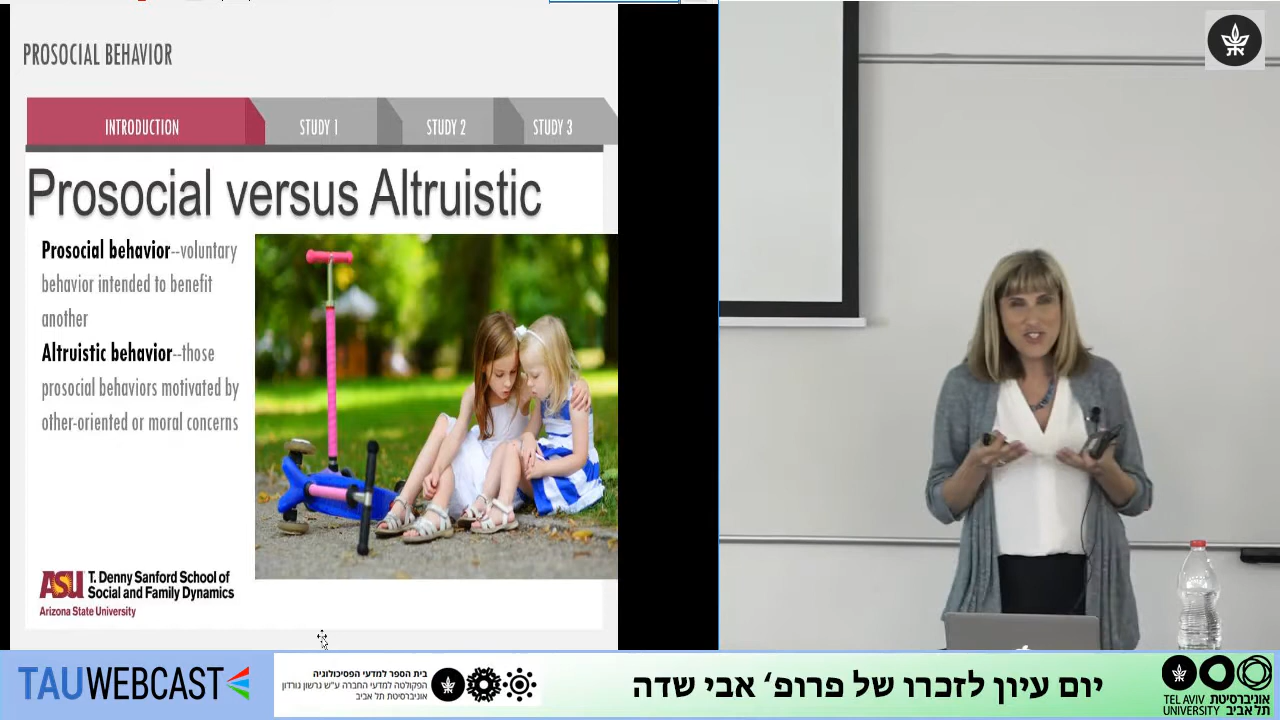 PROSOCIAL BEHAVIOR
INTRODUCTION
STUDY 1
STUDY 2
STUDY 3
Prosocial versus Altruistic
Prosocial behavior--voluntary
behavior intended to benefit
another
Altruistic behavior--those
prosocial behaviors motivated by
other-oriented or moral concerns
ASU T. Denny Sanford School of
Social and Family Dynamics
Arizona State University
TAUWEBCAST
בית הספר למדעי הפסיכולוגיה
הפקולטה למדעי החברה ע"ש גרשון גורדון
אוניברסיטת תל אביב
יום עיון לזכרו של פרופ' אבי שדה
TEL AVIV אוניברסיטת
UNIVERSITY תל אביב